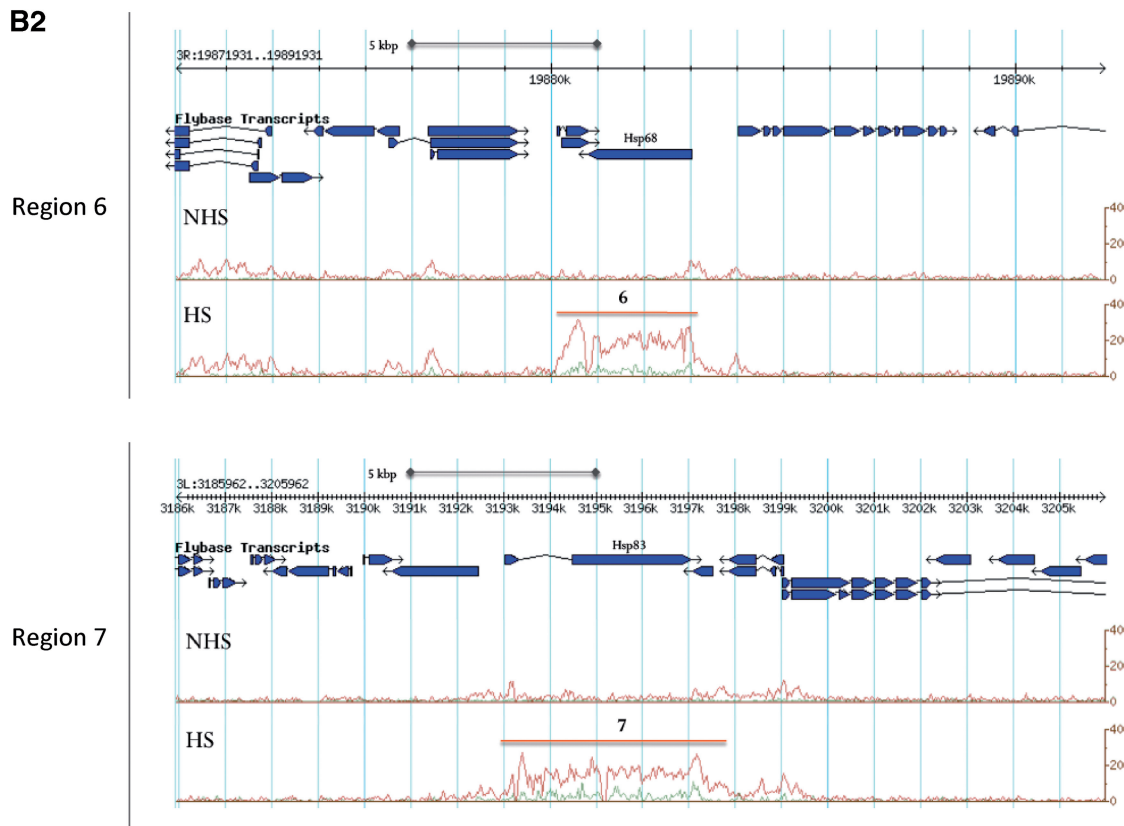 B2
5 kbp
3R:19871931..19891931
19880k 19890k
Flybase Transcripts
Hsp68
Region 6
NHS
40
20
0
HS
6
40
20
0
5 kbp
3L:3185962..3205962
3186k 3187k 3188k 3189k 3190k 3191k 3192k 3193k 3194k 3195k 3196k 3197k 3198k 3199k 3200k 3201k 3202k 3203k 3204k 3205k
Flybase Transcripts
Hsp83
Region 7
NHS
40
20
0
HS
7
40
20
0